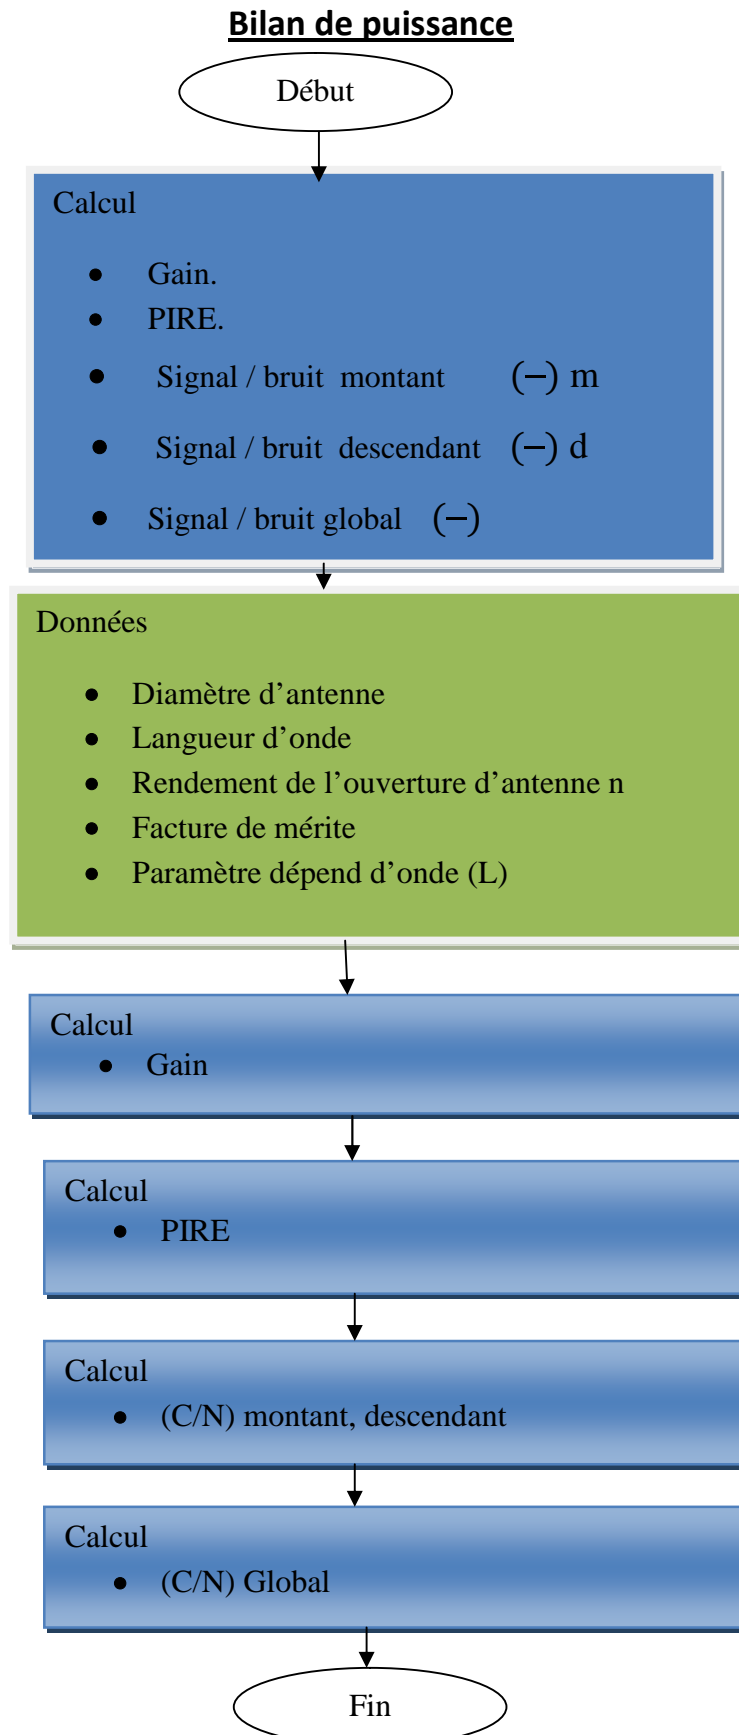 Bilan de puissance
Début
Calcul
• Gain.
• PIRE.
• Signal / bruit montant (–) m
• Signal / bruit descendant (–) d
• Signal / bruit global (–)
Données
• Diamètre d’antenne
• Langueur d’onde
• Rendement de l’ouverture d’antenne n
• Facture de mérite
• Paramètre dépend d’onde (L)
Calcul
• Gain
Calcul
• PIRE
Calcul
• (C/N) montant, descendant
Calcul
• (C/N) Global
Fin